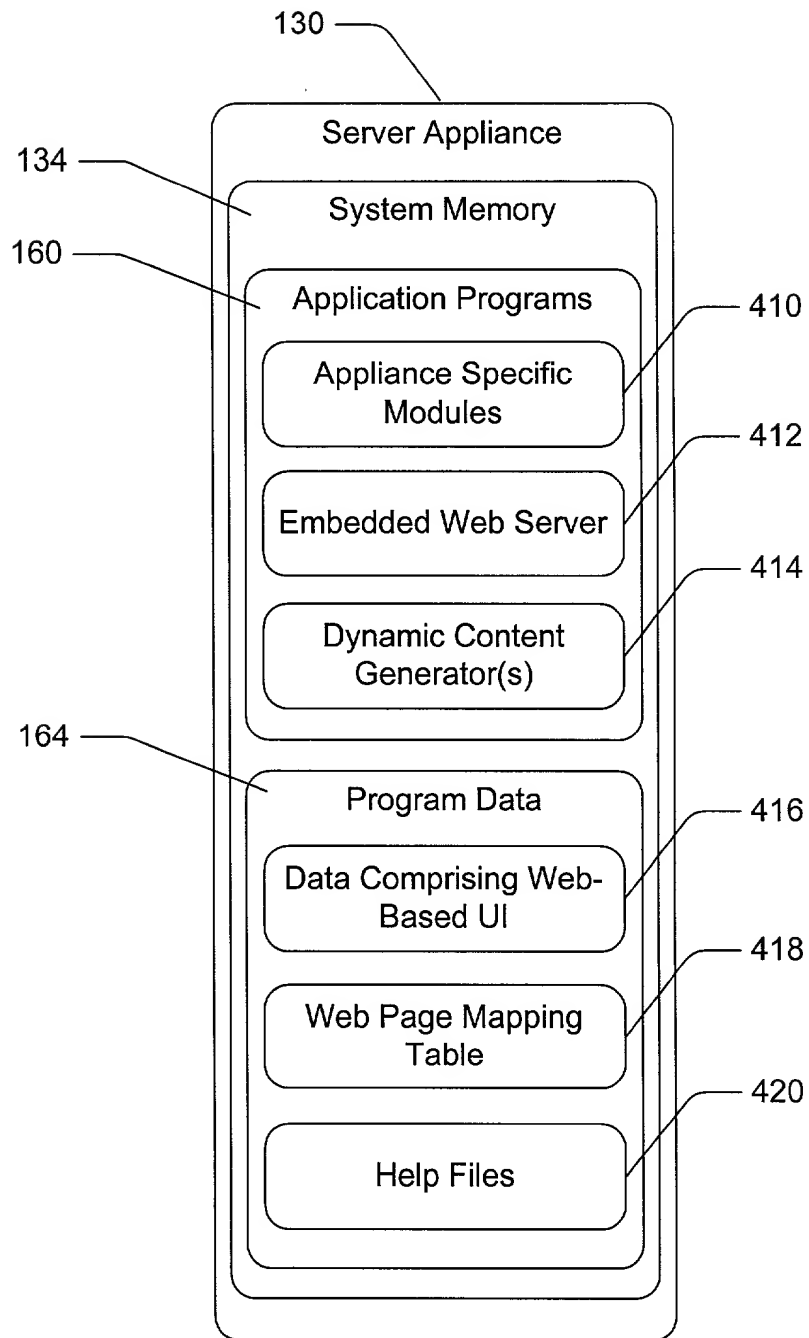 130
Server Appliance
134
System Memory
160
Application Programs
410
Appliance Specific
Modules
412
Embedded Web Server
414
Dynamic Content
Generator(s)
164
Program Data
416
Data Comprising Web-
Based UI
418
Web Page Mapping
Table
420
Help Files